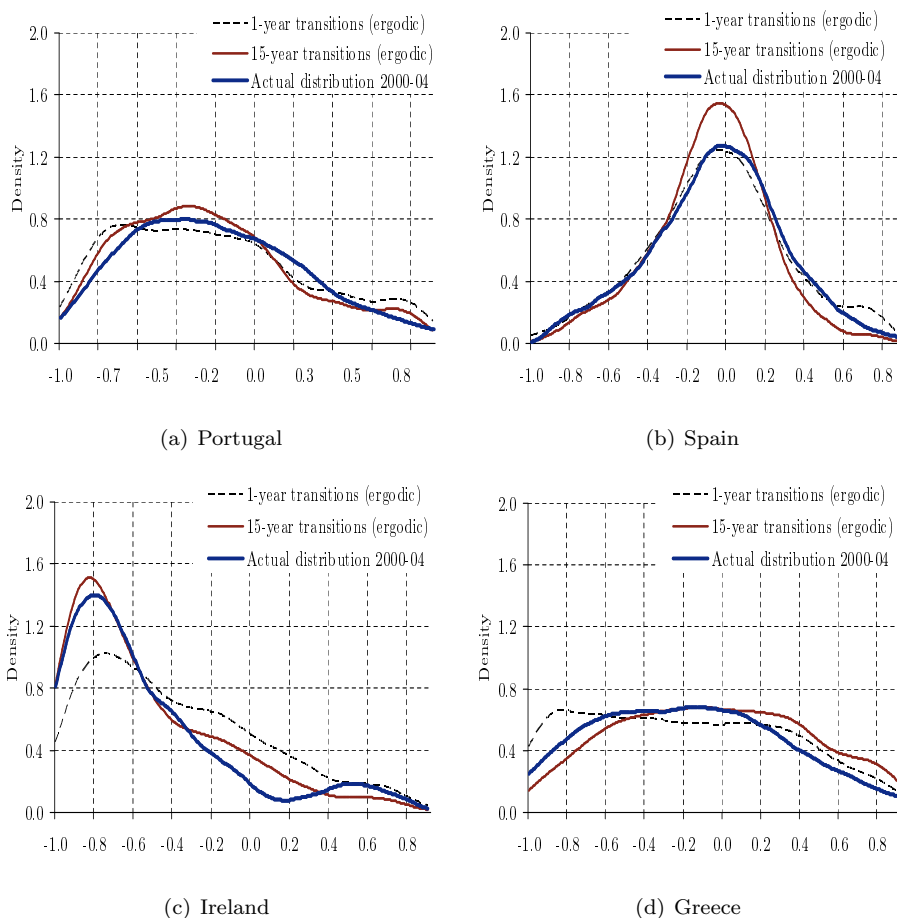 1-year transitions (ergodic)
15-year transitions (ergodic)
Actual distribution 2000-04
Density
2.0
1.6
1.2
0.8
0.4
0.0
-1.0 -0.7 -0.5 -0.2 0.0 0.3 0.5 0.8
(a) Portugal
1-year transitions (ergodic)
15-year transitions (ergodic)
Actual distribution 2000-04
Density
2.0
1.6
1.2
0.8
0.4
0.0
-1.0 -0.8 -0.6 -0.4 -0.2 0.0 0.2 0.4 0.6 0.8
(b) Spain
1-year transitions (ergodic)
15-year transitions (ergodic)
Actual distribution 2000-04
Density
2.0
1.6
1.2
0.8
0.4
0.0
-1.0 -0.8 -0.6 -0.4 -0.2 0.0 0.2 0.4 0.6 0.8
(c) Ireland
1-year transitions (ergodic)
15-year transitions (ergodic)
Actual distribution 2000-04
Density
2.0
1.6
1.2
0.8
0.4
0.0
-1.0 -0.8 -0.6 -0.4 -0.2 0.0 0.2 0.4 0.6 0.8
(d) Greece